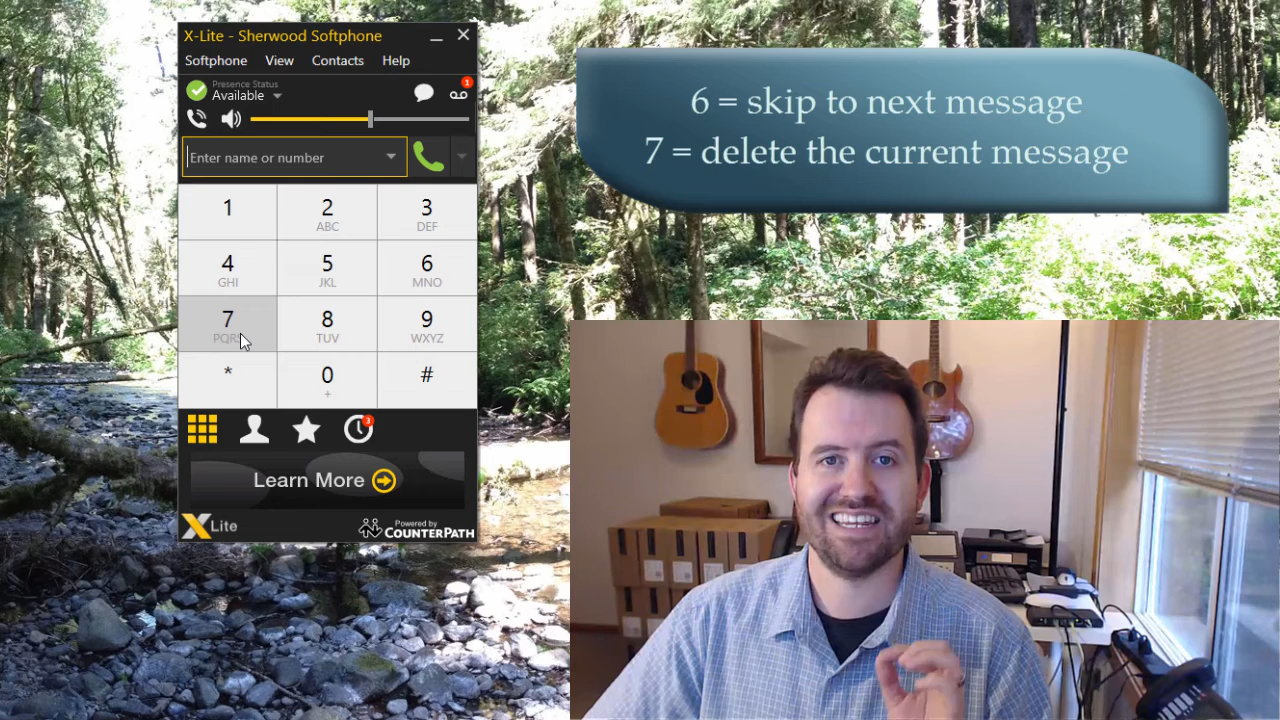 X-Lite - Sherwood Softphone
Softphone View Contacts Help
Presence Status
Available
1
Enter name or number
1
2
ABC
3
DEF
4
GHI
5
JKL
6
MNO
7
PQRS
8
TUV
9
WXYZ
*
0
+
#
3
Learn More
X Lite
Powered by
COUNTERPATH
6 = skip to next message
7 = delete the current message